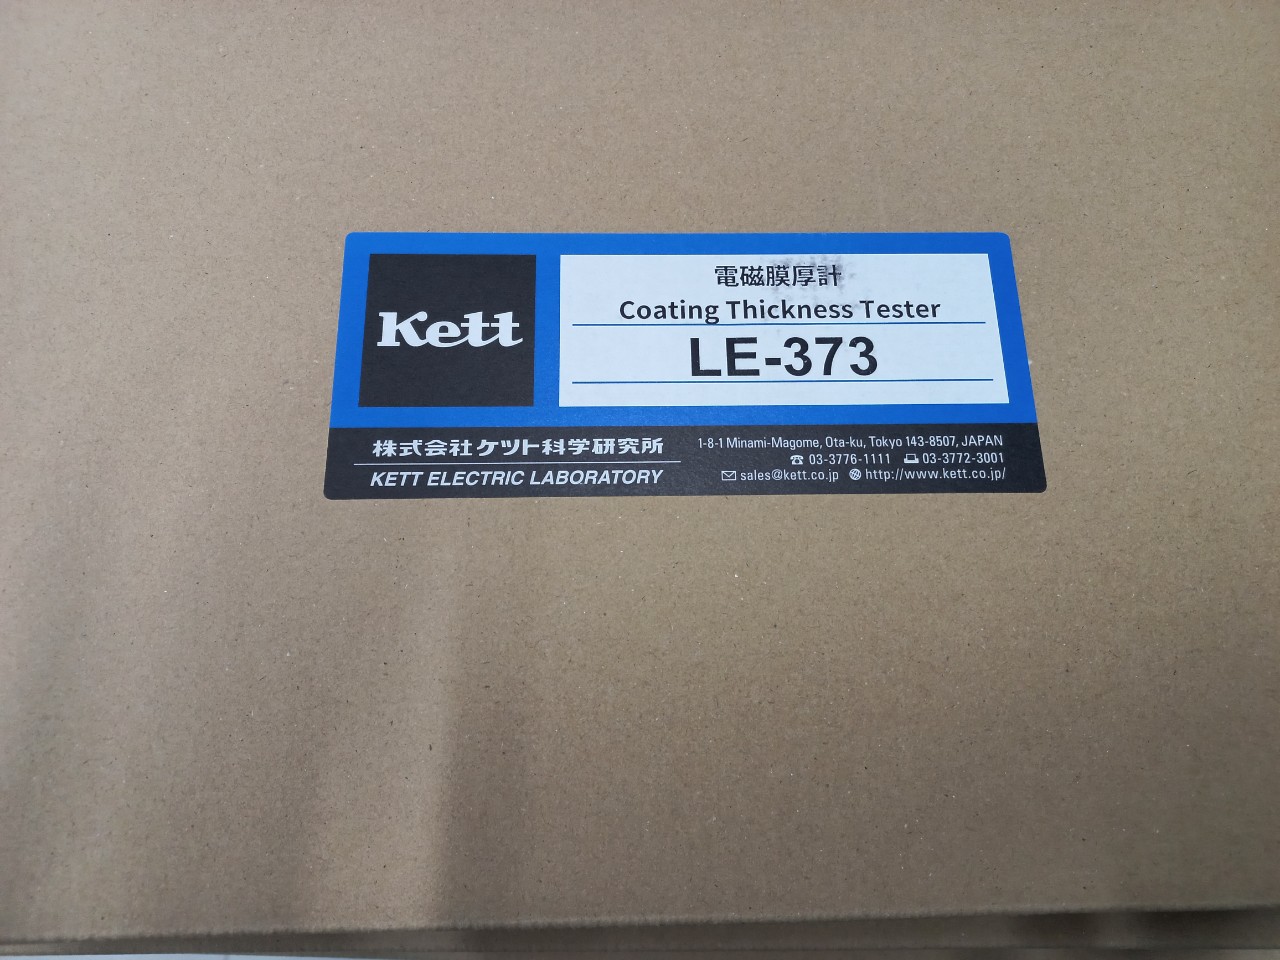 Kett
電磁膜厚計
Coating Thickness Tester
LE-373
株式会社ケツト科学研究所
KETT ELECTRIC LABORATORY
1-8-1 Minami-Magome, Ota-ku, Tokyo 143-8507, JAPAN
03-3776-1111 03-3772-3001
sales@kett.co.jp http://www.kett.co.jp/